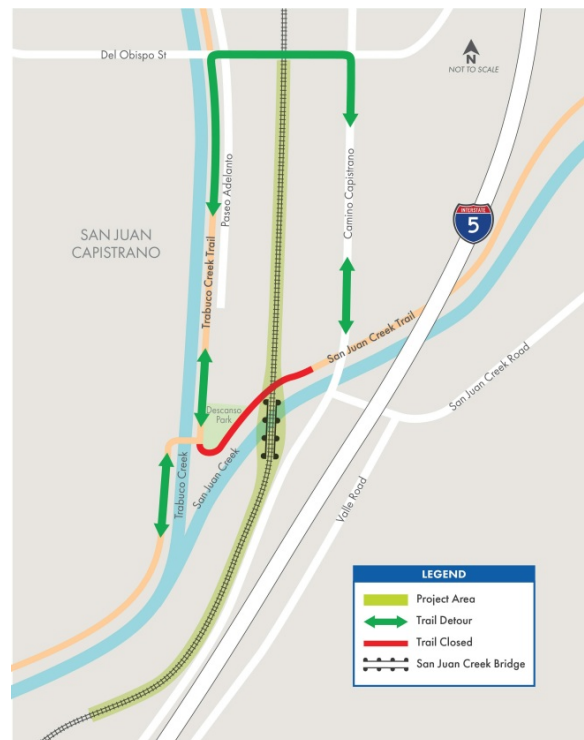 Del Obispo St
N
NOT TO SCALE
Paseo Adelanto
Camino Capistrano
INTERSTATE
5
SAN JUAN
CAPISTRANO
Trabuco Creek Trail
San Juan Creek Trail
San Juan Creek Road
Descanso
Park
San Juan Creek
Trabuco Creek
Valle Road
LEGEND
Project Area
Trail Detour
Trail Closed
San Juan Creek Bridge